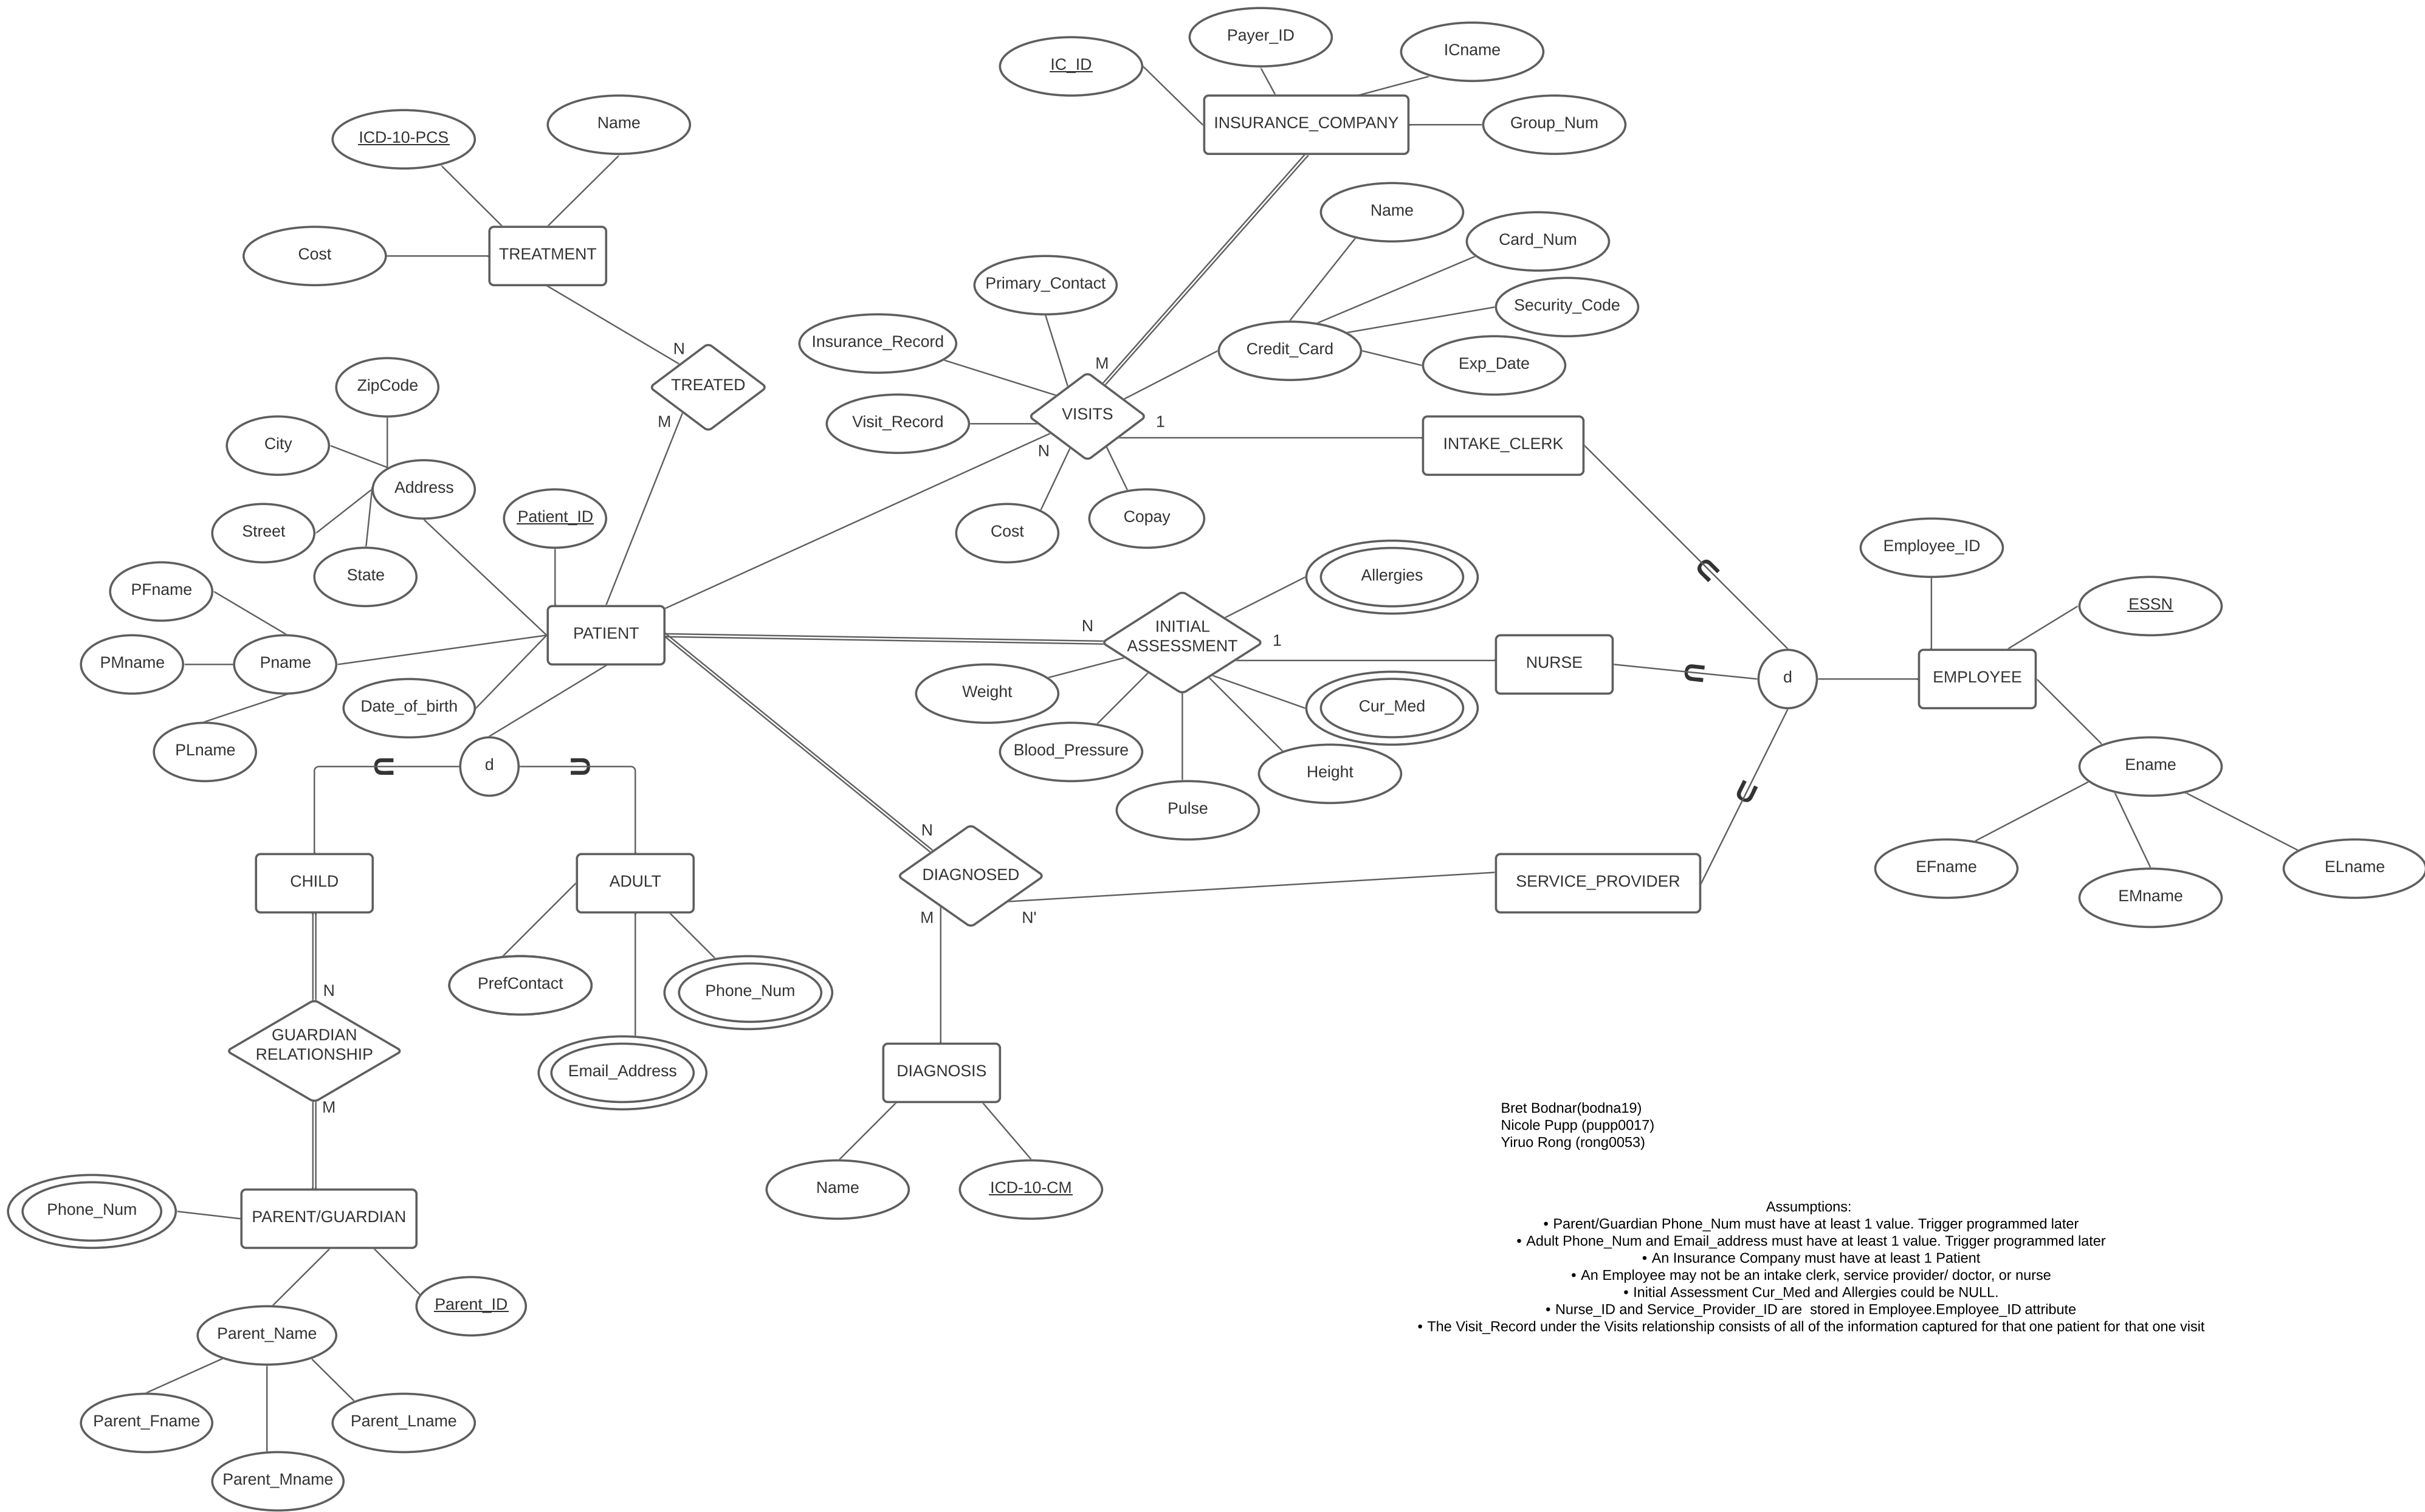 Payer_ID
ICname
IC_ID
INSURANCE_COMPANY
Group_Num
ICD-10-PCS
Name
Cost
TREATMENT
Name
Card_Num
Security_Code
Exp_Date
Credit_Card
Primary_Contact
Insurance_Record
Visit_Record
M
VISITS
1
N
Cost
Copay
INTAKE_CLERK
N
TREATED
M
ZipCode
City
Address
Street
State
Patient_ID
PFname
PMname
Pname
PLname
Date_of_birth
PATIENT
N
INITIAL
ASSESSMENT
1
Allergies
Weight
Blood_Pressure
Pulse
Height
Cur_Med
NURSE
d
Employee_ID
ESSN
EMPLOYEE
Ename
EFname
EMname
ELname
d
CHILD
ADULT
N
DIAGNOSED
M
N'
SERVICE_PROVIDER
PrefContact
Phone_Num
Email_Address
N
GUARDIAN
RELATIONSHIP
M
DIAGNOSIS
Name
ICD-10-CM
Phone_Num
PARENT/GUARDIAN
Parent_ID
Parent_Name
Parent_Fname
Parent_Lname
Parent_Mname
Bret Bodnar(bodna19)
Nicole Pupp (pupp0017)
Yiruo Rong (rong0053)
Assumptions:
• Parent/Guardian Phone_Num must have at least 1 value. Trigger programmed later
• Adult Phone_Num and Email_address must have at least 1 value. Trigger programmed later
• An Insurance Company must have at least 1 Patient
• An Employee may not be an intake clerk, service provider/ doctor, or nurse
• Initial Assessment Cur_Med and Allergies could be NULL.
• Nurse_ID and Service_Provider_ID are  stored in Employee.Employee_ID attribute
• The Visit_Record under the Visits relationship consists of all of the information captured for that one patient for that one visit